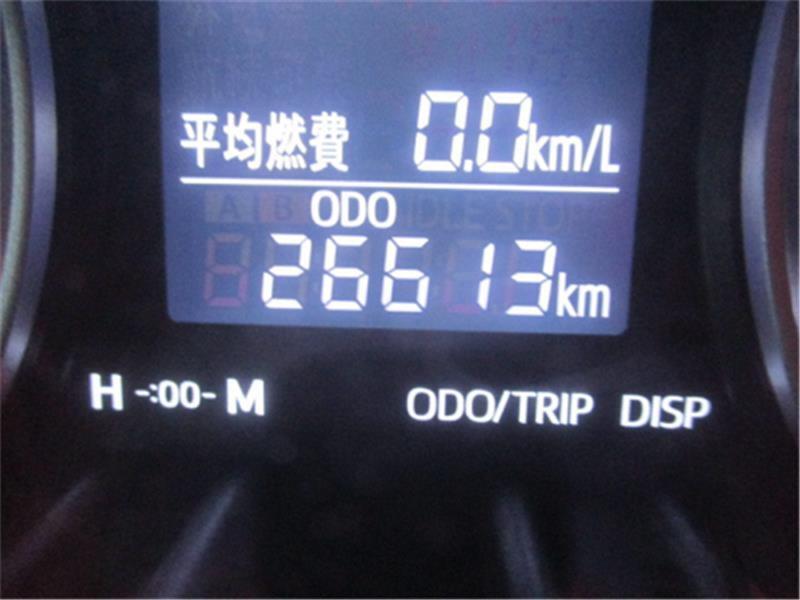 平均燃費 0.0km/L
ODO
26613km
H -:00- M ODO/TRIP DISP